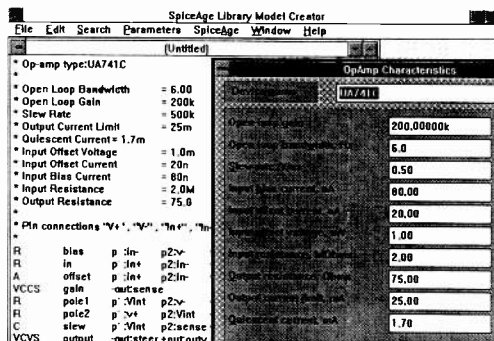 SpiceAge Library Model Creator
File Edit Search Parameters SpiceAge Window Help
(Untitled)
* Op-amp type:UA741C
*
* Open Loop Bandwidth = 6.00
* Open Loop Gain = 200k
* Slew Rate = 500k
* Output Current Limit = 25m
* Quiescent Current = 1.7m
* Input Offset Voltage = 1.0m
* Input Offset Current = 20n
* Input Bias Current = 80n
* Input Resistance = 2.0M
* Output Resistance = 75.0
*
* Pin connections "V+", "V-", "In+", "In-
*
R bias p :in- p2:v-
R in p :in+ p2:in-
A offset p :in+ p2:in-
VCCS gain -out:sense
R pole1 p :Vint p2:v-
R pole2 p :v+ p2:Vint
C slew p :Vint p2:sense
VCVS output -out:steer +out:outv
OpAmp Characteristics
UA741C
200.00000k
6.0
0.50
80.00
20.00
1.00
2.00
75.00
25.00
Quiescent current, mA 1.70